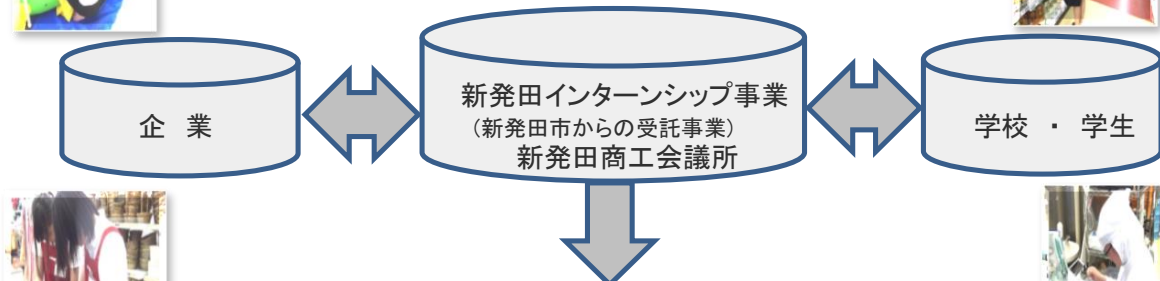 企 業
新発田インターンシップ事業
（新発田市からの受託事業）
新発田商工会議所
学校 ・ 学生